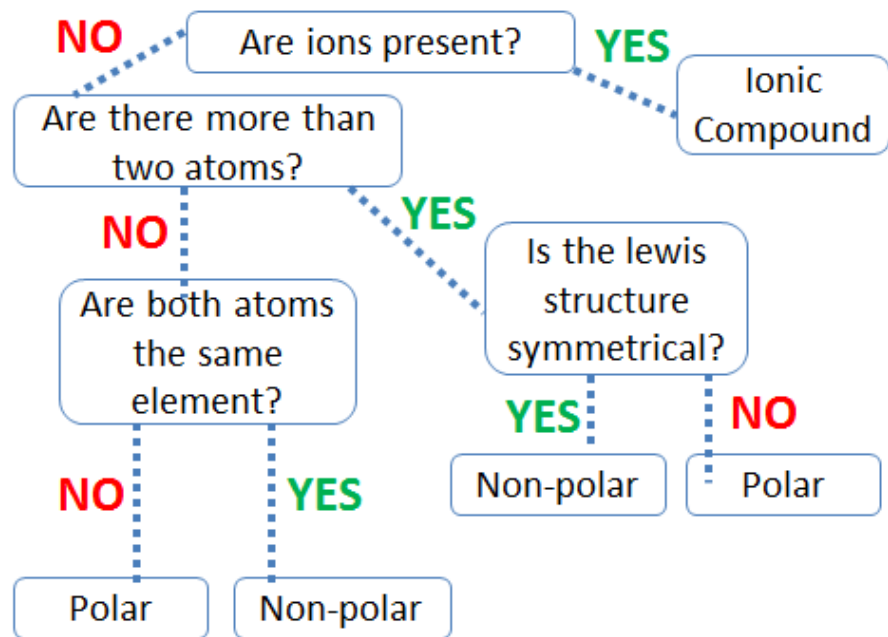 NO
Are ions present?
YES
Ionic
Compound
Are there more than
two atoms?
NO
YES
Is the lewis
structure
symmetrical?
Are both atoms
the same
element?
YES
NO
Non-polar
Polar
NO
YES
Polar
Non-polar